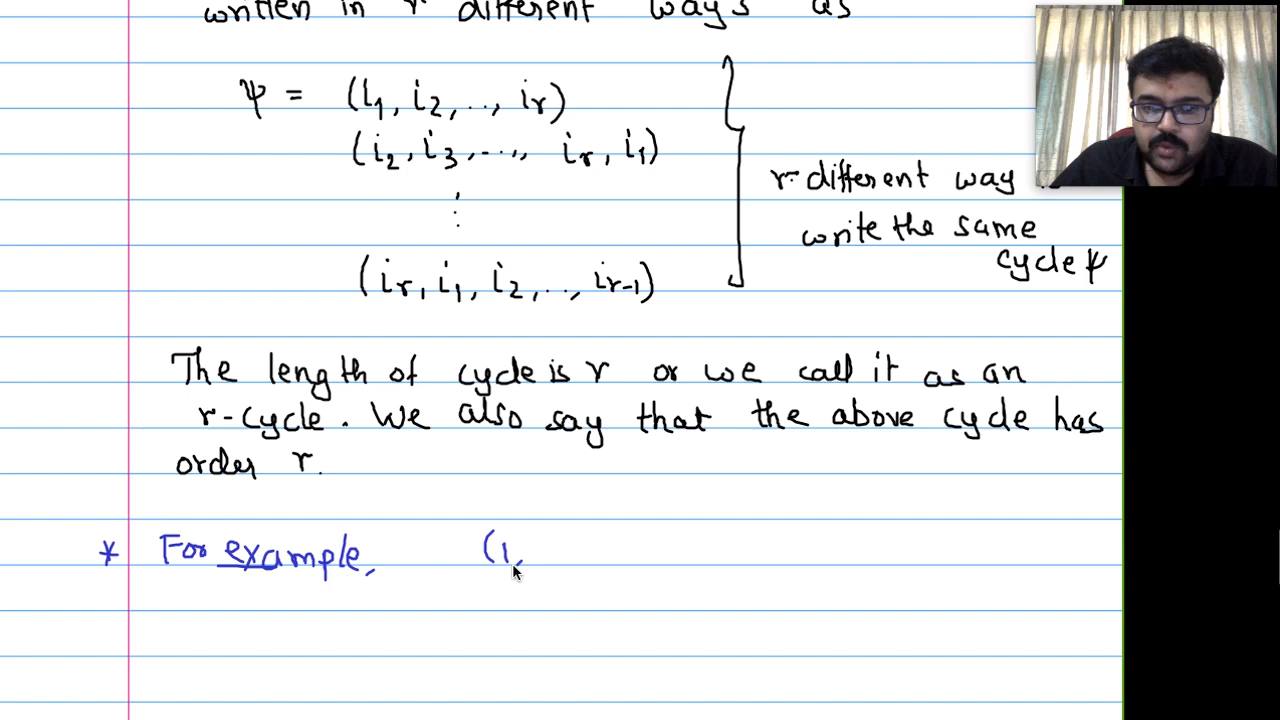 written in r different ways as
ψ = (i1, i2, .., ir)
(i2, i3, ..., ir, i1)
⋮
(ir, i1, i2, .., ir-1)
r-different way
write the same
cycle ψ
The length of cycle is r or we call it as an
r-cycle. We also say that the above cycle has
order r.
* For example, (1,